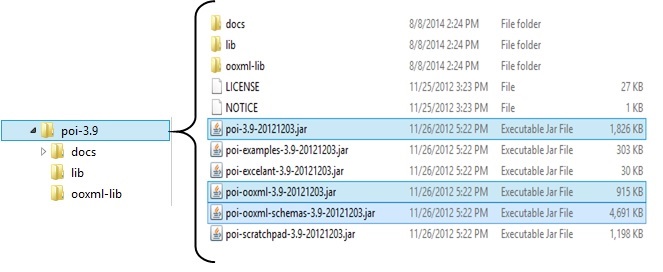 poi-3.9
docs
lib
ooxml-lib
docs 8/8/2014 2:24 PM File folder
lib 8/8/2014 2:24 PM File folder
ooxml-lib 8/8/2014 2:24 PM File folder
LICENSE 11/25/2012 3:23 PM File 27 KB
NOTICE 11/25/2012 3:23 PM File 1 KB
poi-3.9-20121203.jar 11/26/2012 5:22 PM Executable Jar File 1,826 KB
poi-examples-3.9-20121203.jar 11/26/2012 5:22 PM Executable Jar File 303 KB
poi-excelant-3.9-20121203.jar 11/26/2012 5:22 PM Executable Jar File 30 KB
poi-ooxml-3.9-20121203.jar 11/26/2012 5:22 PM Executable Jar File 915 KB
poi-ooxml-schemas-3.9-20121203.jar 11/26/2012 5:22 PM Executable Jar File 4,691 KB
poi-scratchpad-3.9-20121203.jar 11/26/2012 5:22 PM Executable Jar File 1,198 KB